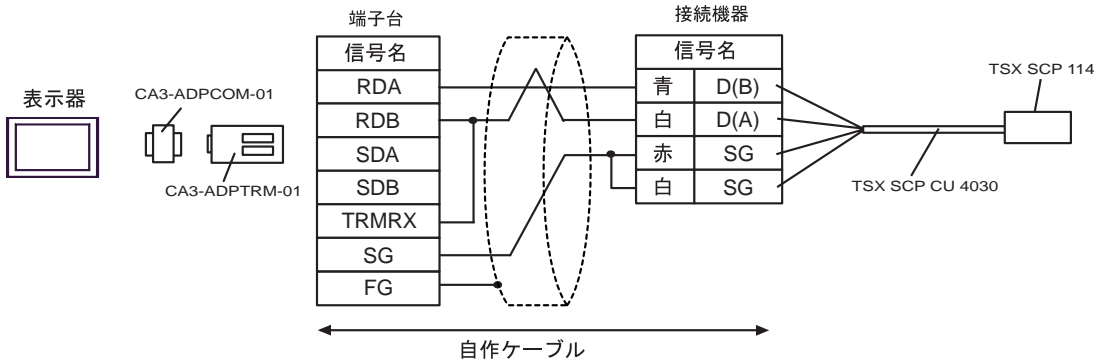 表示器
CA3-ADPCOM-01
CA3-ADPTRM-01
端子台
信号名
RDA
RDB
SDA
SDB
TRMRX
SG
FG
接続機器
信号名
青 D(B)
白 D(A)
赤 SG
白 SG
TSX SCP 114
TSX SCP CU 4030
自作ケーブル